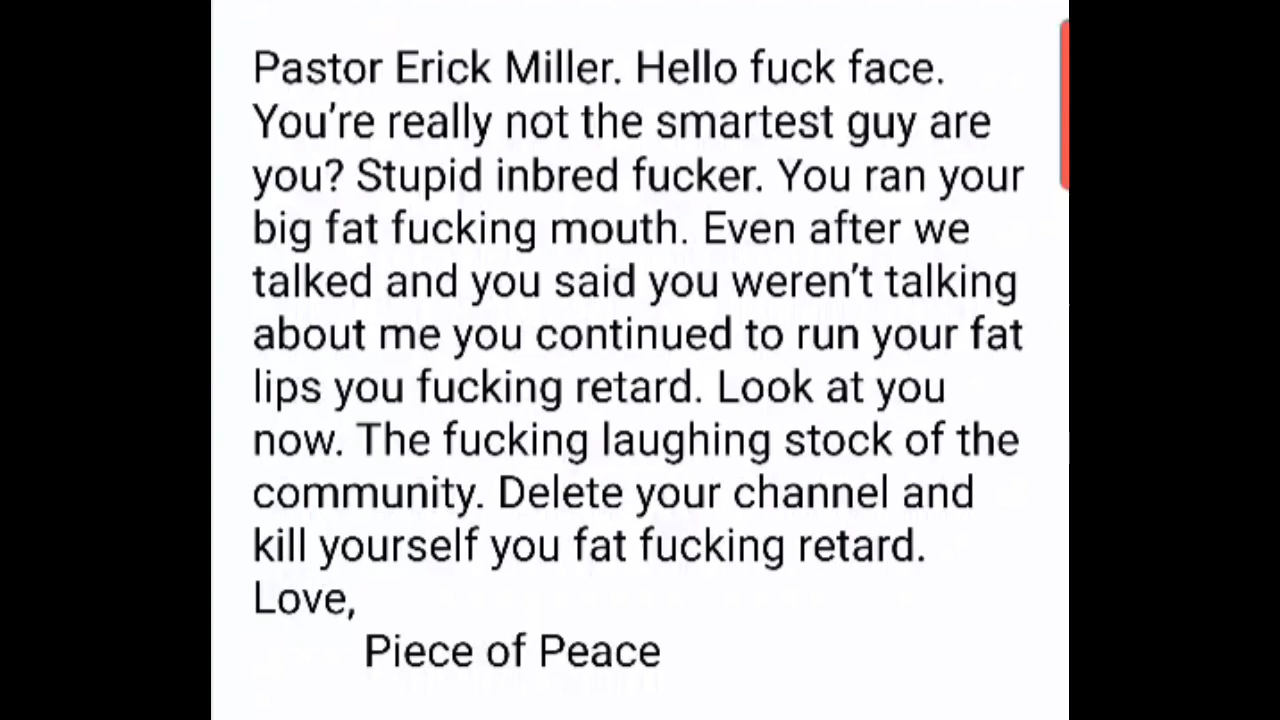 Pastor Erick Miller. Hello fuck face.
You’re really not the smartest guy are
you? Stupid inbred fucker. You ran your
big fat fucking mouth. Even after we
talked and you said you weren’t talking
about me you continued to run your fat
lips you fucking retard. Look at you
now. The fucking laughing stock of the
community. Delete your channel and
kill yourself you fat fucking retard.
Love,
Piece of Peace